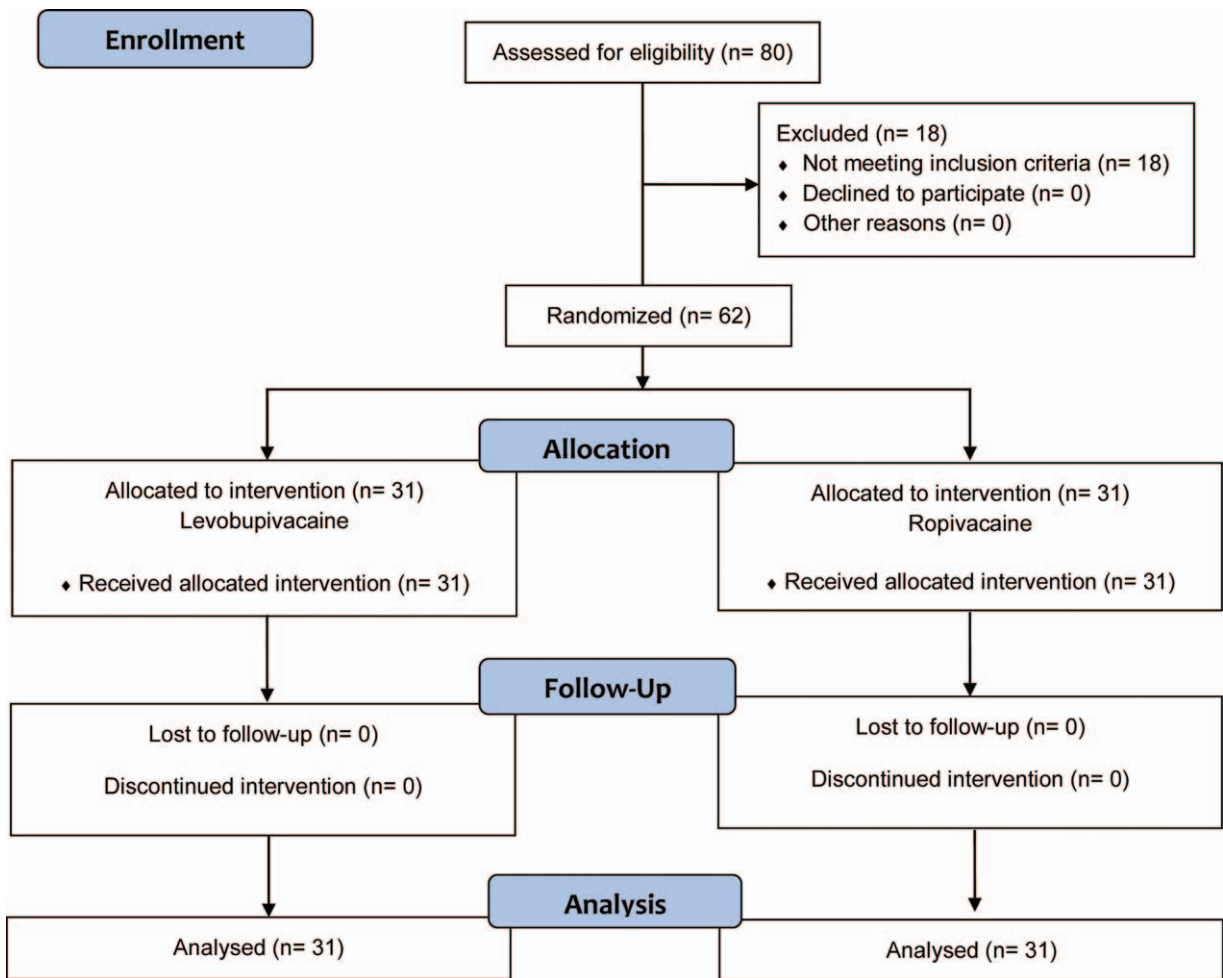 Enrollment
Assessed for eligibility (n= 80)
Excluded (n= 18)
♦ Not meeting inclusion criteria (n= 18)
♦ Declined to participate (n= 0)
♦ Other reasons (n= 0)
Randomized (n= 62)
Allocation
Allocated to intervention (n= 31)
Levobupivacaine
♦ Received allocated intervention (n= 31)
Allocated to intervention (n= 31)
Ropivacaine
♦ Received allocated intervention (n= 31)
Follow-Up
Lost to follow-up (n= 0)
Discontinued intervention (n= 0)
Lost to follow-up (n= 0)
Discontinued intervention (n= 0)
Analysis
Analysed (n= 31)
Analysed (n= 31)